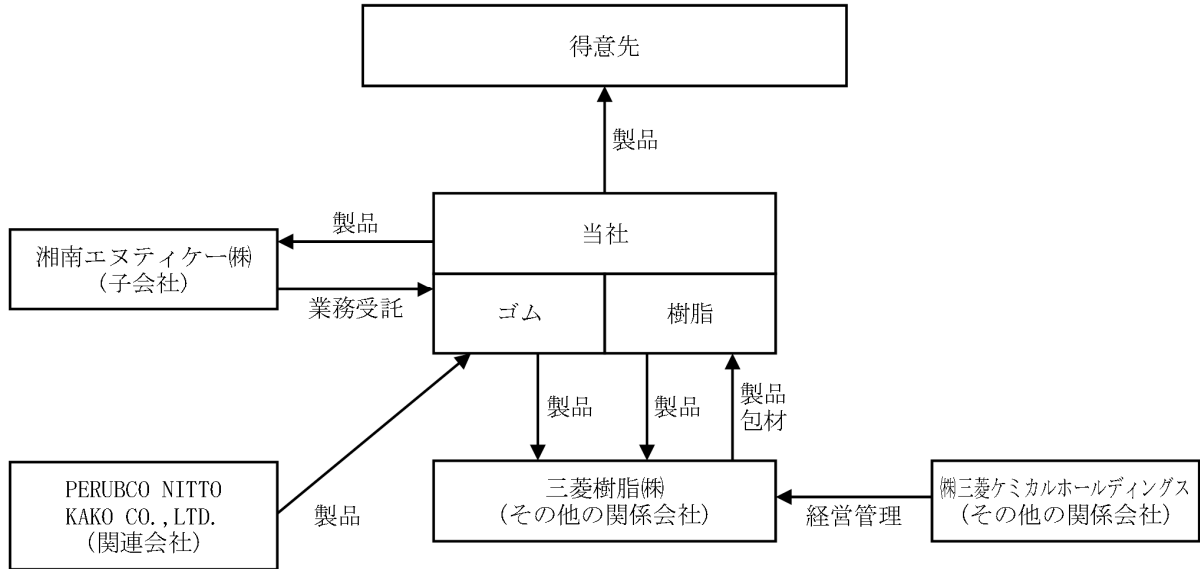 得意先
製品
当社
製品
湘南エヌティケー㈱
(子会社)
業務受託
ゴム
樹脂
製品
製品
製品
包材
PERUBCO NITTO
KAKO CO.,LTD.
(関連会社)
製品
三菱樹脂㈱
(その他の関係会社)
経営管理
㈱三菱ケミカルホールディングス
(その他の関係会社)